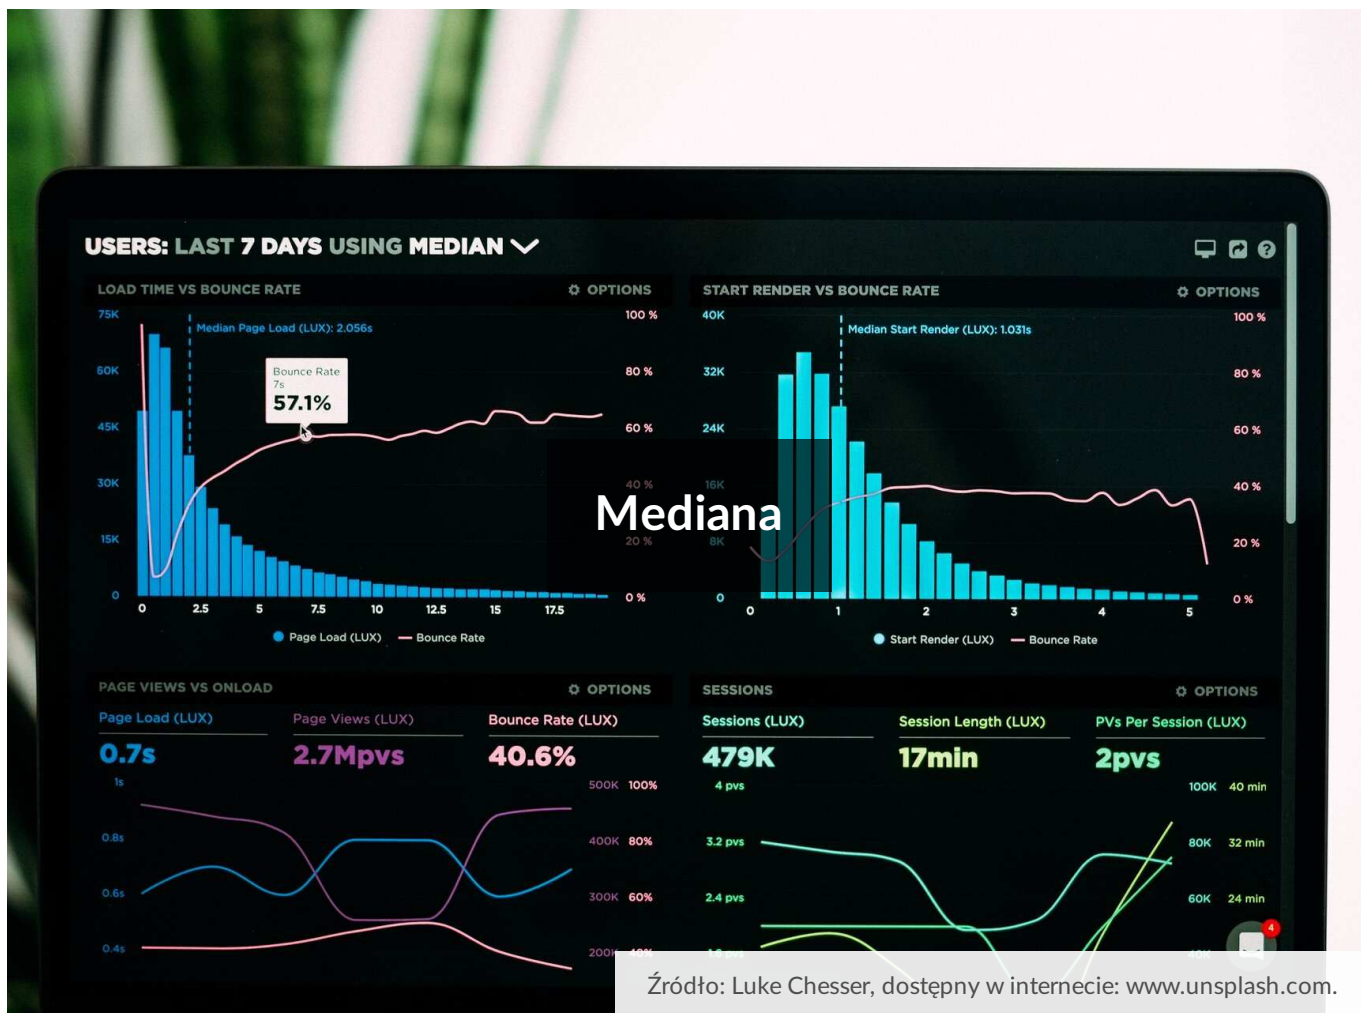 USERS: LAST 7 DAYS USING MEDIAN
LOAD TIME VS BOUNCE RATE
OPTIONS
75K
60K
45K
30K
15K
0
Median Page Load (LUX): 2.056s
Bounce Rate
7s
57.1%
100 %
80 %
60 %
40 %
20 %
0 %
0 2.5 5 7.5 10 12.5 15 17.5
Page Load (LUX) Bounce Rate
START RENDER VS BOUNCE RATE
OPTIONS
40K
32K
24K
16K
8K
0
Median Start Render (LUX): 1.031s
100 %
80 %
60 %
40 %
20 %
0 %
0 1 2 3 4 5
Start Render (LUX) Bounce Rate
Mediana
PAGE VIEWS VS ONLOAD
OPTIONS
Page Load (LUX) Page Views (LUX) Bounce Rate (LUX)
0.7s 2.7Mpvs 40.6%
1s
0.8s
0.6s
0.4s
500K 100%
400K 80%
300K 60%
200K 40%
SESSIONS
OPTIONS
Sessions (LUX) Session Length (LUX) PVs Per Session (LUX)
479K 17min 2pvs
4 pvs
3.2 pvs
2.4 pvs
1.6 pvs
100K 40 min
80K 32 min
60K 24 min
40K
4
Źródło: Luke Chesser, dostępny w internecie: www.unsplash.com.